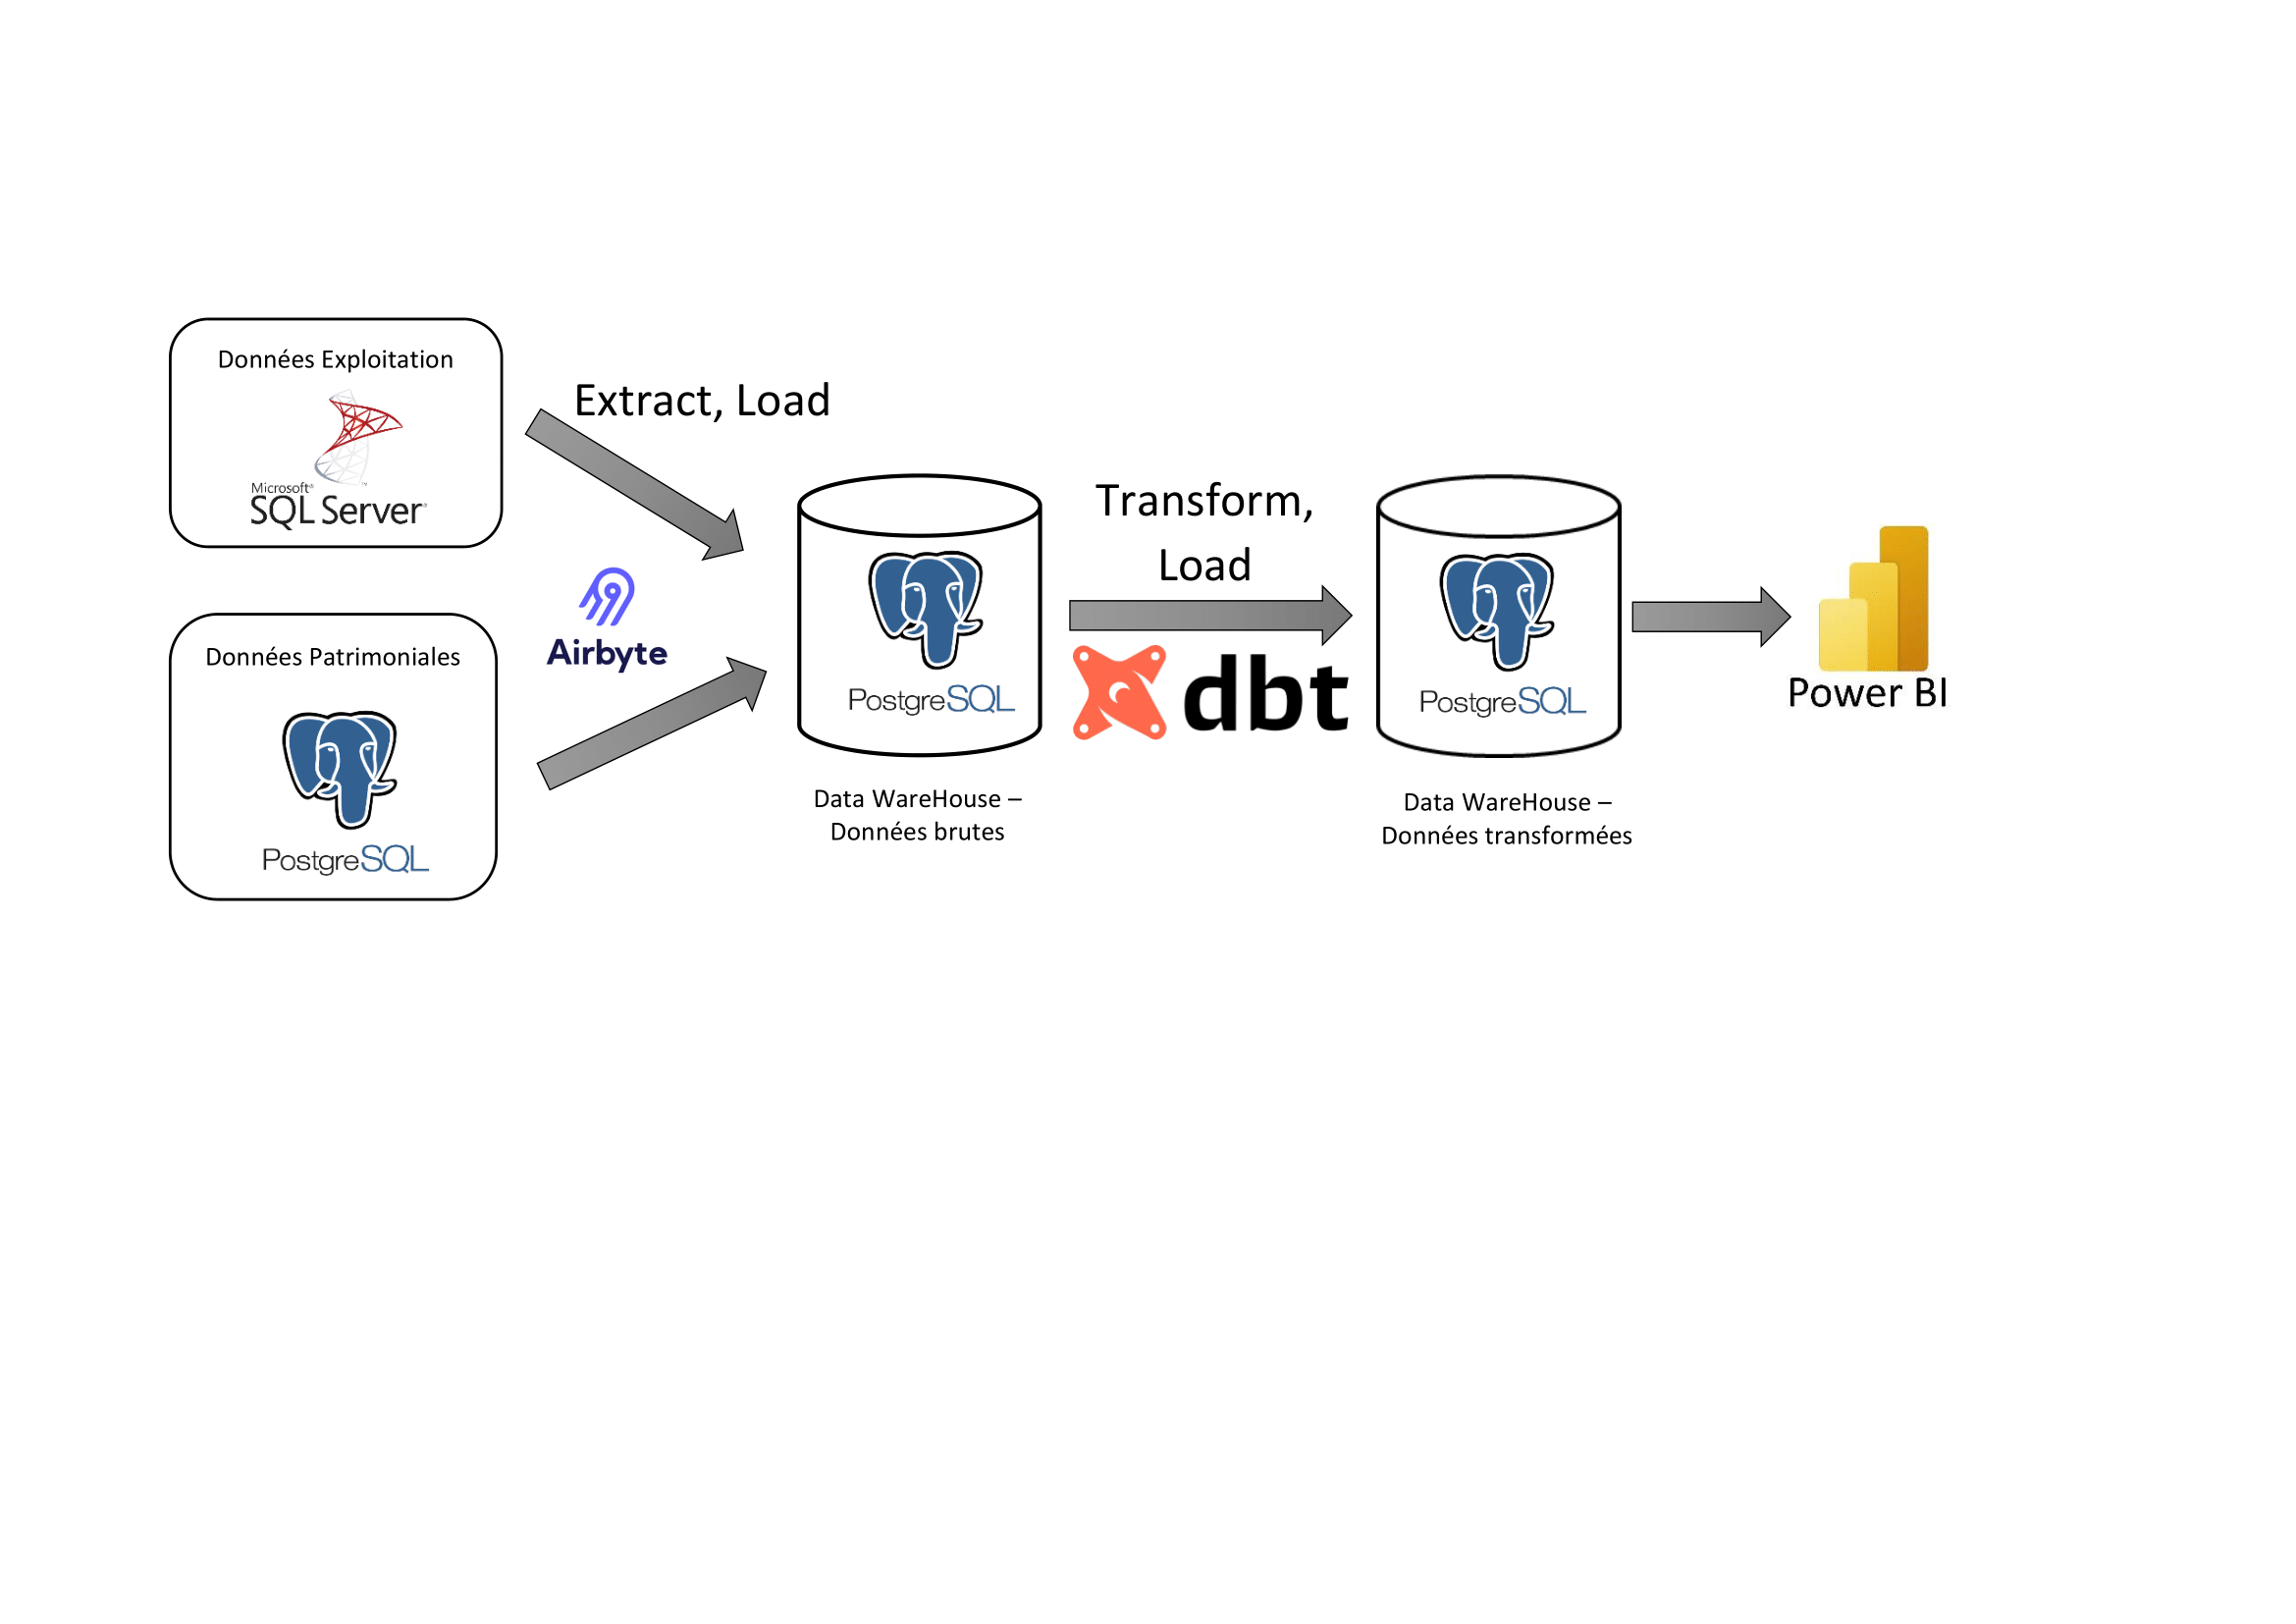 Données Exploitation
Microsoft®
SQL Server®
Extract, Load
Données Patrimoniales
PostgreSQL
Airbyte
PostgreSQL
Data WareHouse –
Données brutes
Transform,
Load
dbt
PostgreSQL
Data WareHouse –
Données transformées
Power BI